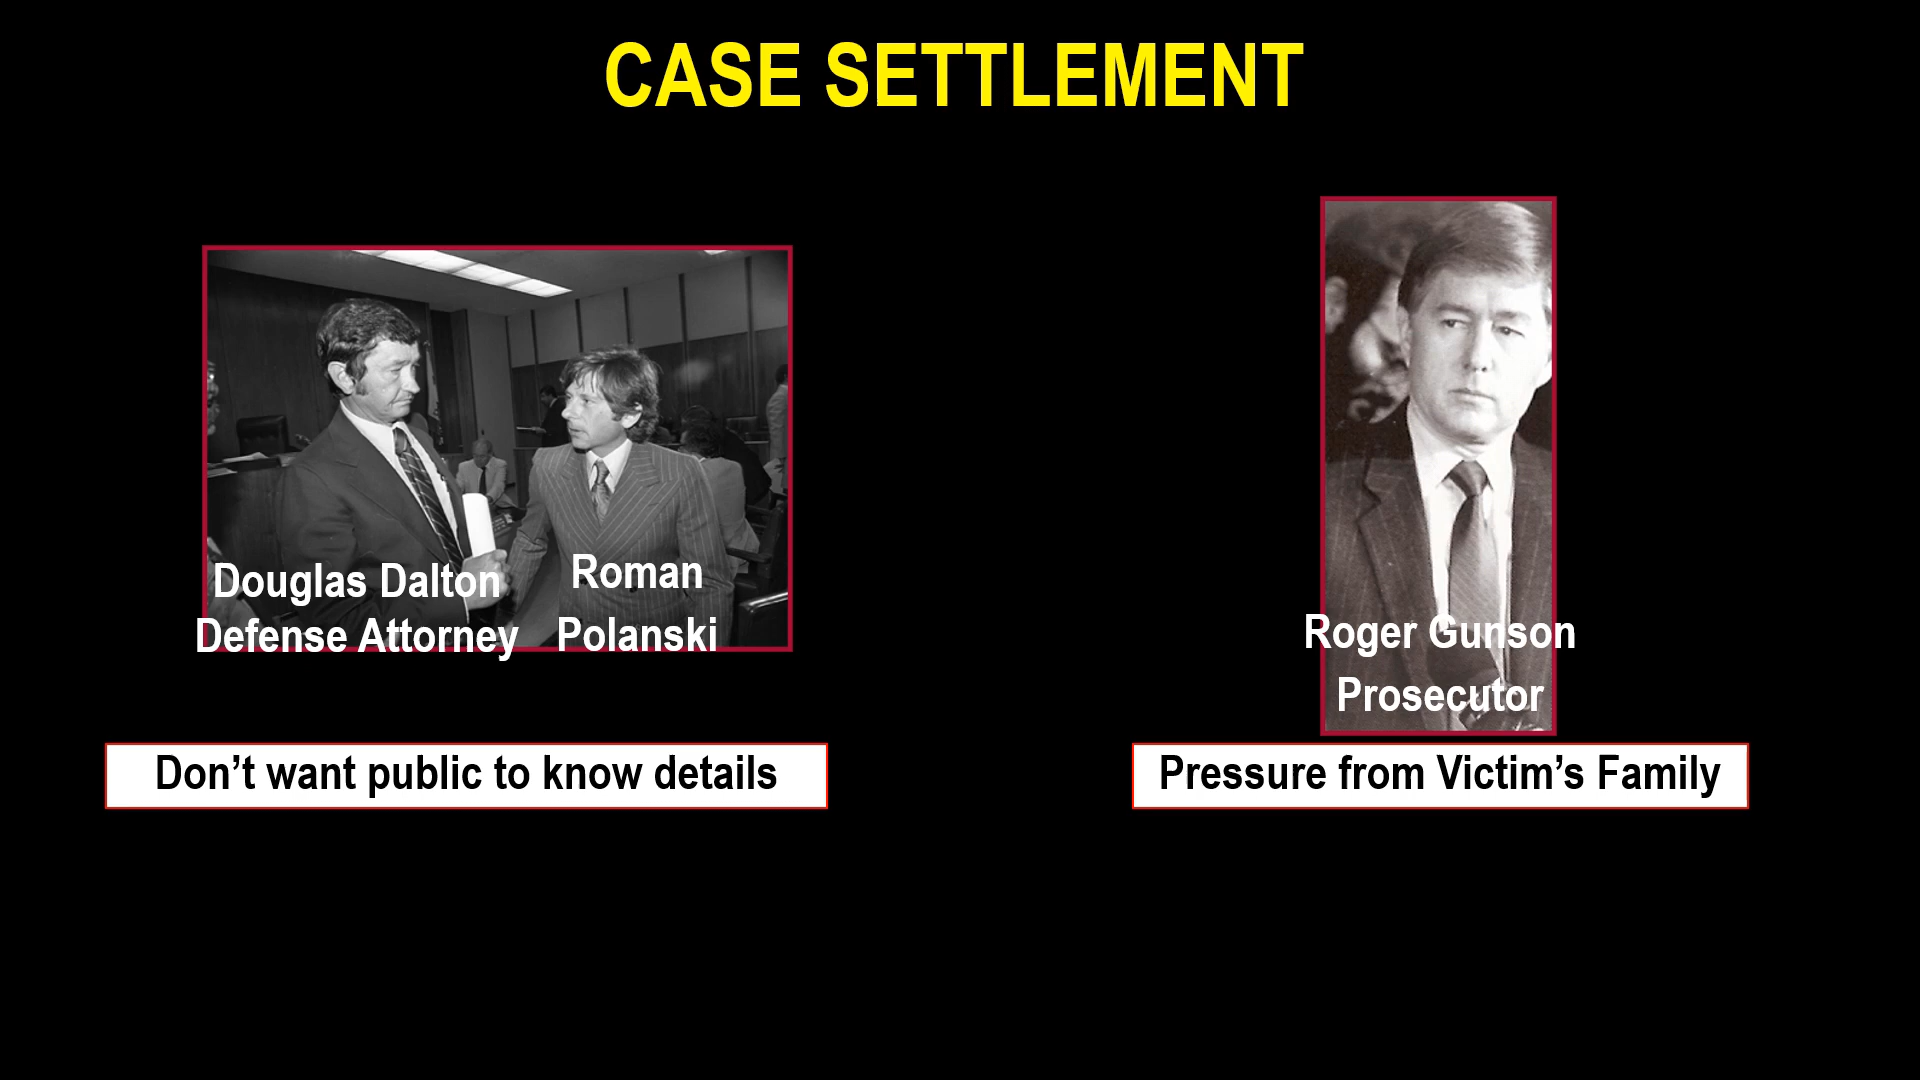 CASE SETTLEMENT
Douglas Dalton
Defense Attorney
Roman
Polanski
Don’t want public to know details
Roger Gunson
Prosecutor
Pressure from Victim’s Family